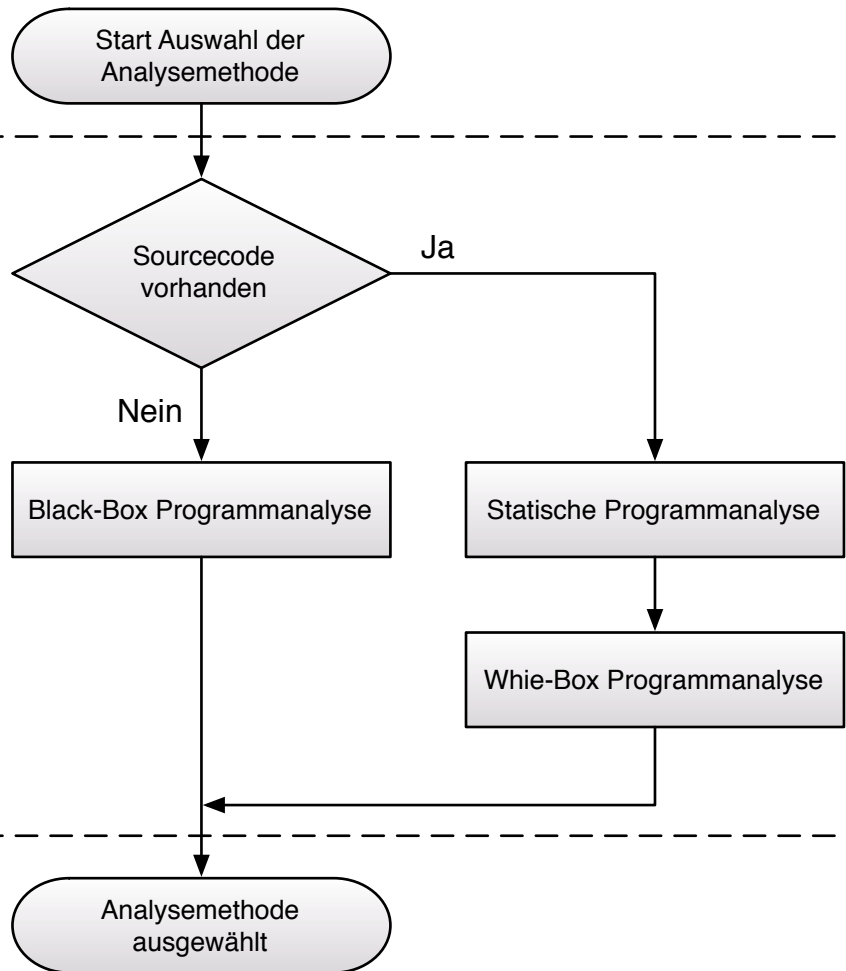 Start Auswahl der
Analysemethode
Sourcecode
vorhanden
Ja
Nein
Black-Box Programmanalyse
Statische Programmanalyse
Whie-Box Programmanalyse
Analysemethode
ausgewählt